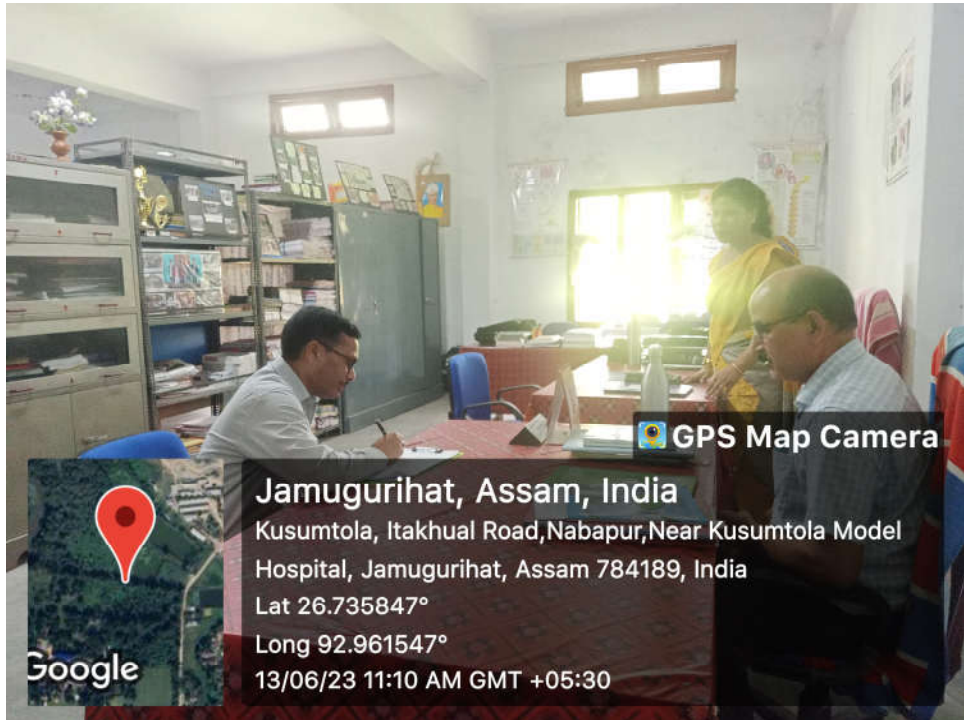 GPS Map Camera
Jamugurihat, Assam, India
Kusumtola, Itakhual Road,Nabapur,Near Kusumtola Model
Hospital, Jamugurihat, Assam 784189, India
Lat 26.735847°
Long 92.961547°
13/06/23 11:10 AM GMT +05:30
Google